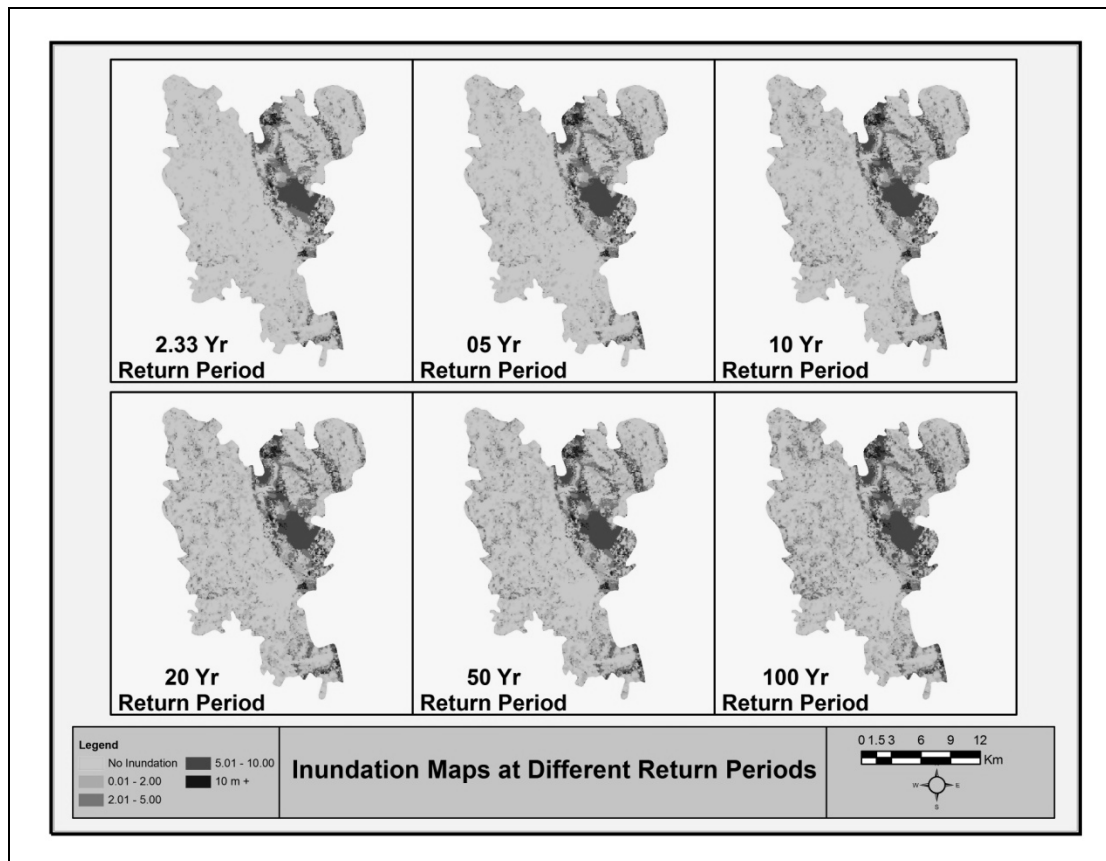 2.33 Yr
Return Period
05 Yr
Return Period
10 Yr
Return Period
20 Yr
Return Period
50 Yr
Return Period
100 Yr
Return Period
Legend
No Inundation
0.01 - 2.00
2.01 - 5.00
5.01 - 10.00
10 m +
Inundation Maps at Different Return Periods
0 1.5 3 6 9 12
Km
W E
S